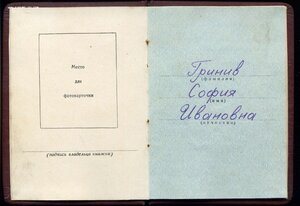 Место
для
фотокарточки
(подпись владельца книжки)
Гринив
(фамилия)
София
(имя)
Ивановна
(отчество)